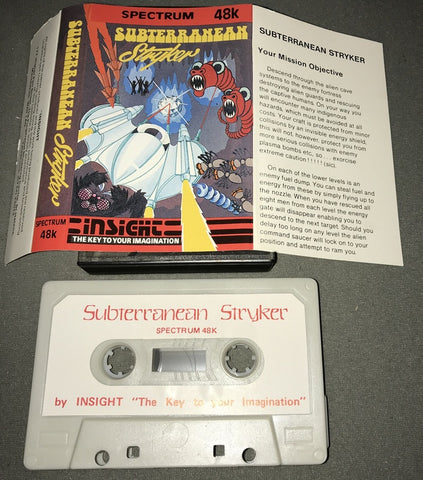 SPECTRUM 48K
SUBTERRANEAN
Stryker
SUBTERRANEAN Stryker
SPECTRUM
48K
insight
THE KEY TO YOUR IMAGINATION
SUBTERRANEAN STRYKER
Your Mission Objective
Descend through the alien cave
systems to the enemy fortress
destroying alien guards and rescuing
the captive humans. On your way you
will encounter many indigenous
hazards, which must be avoided at all
costs. Your craft is protected from minor
collisions by an invisible energy shield,
this will not, however, protect you from
more serious collisions with enemy
plasma bombs etc, so. . . exorcise
extreme caution!!!!!(sic).
On each of the lower levels is an
enemy fuel dump. You can steal fuel and
energy from these by simply flying up to
the nozzle. When you have rescued all
eight men from each level the energy
gate will disappear enabling you to
descend to the next target. Should you
delay too long on any level the alien
command saucer will lock on to your
position and attempt to ram you.
Subterranean Stryker
SPECTRUM 48K
by INSIGHT "The Key to your Imagination"